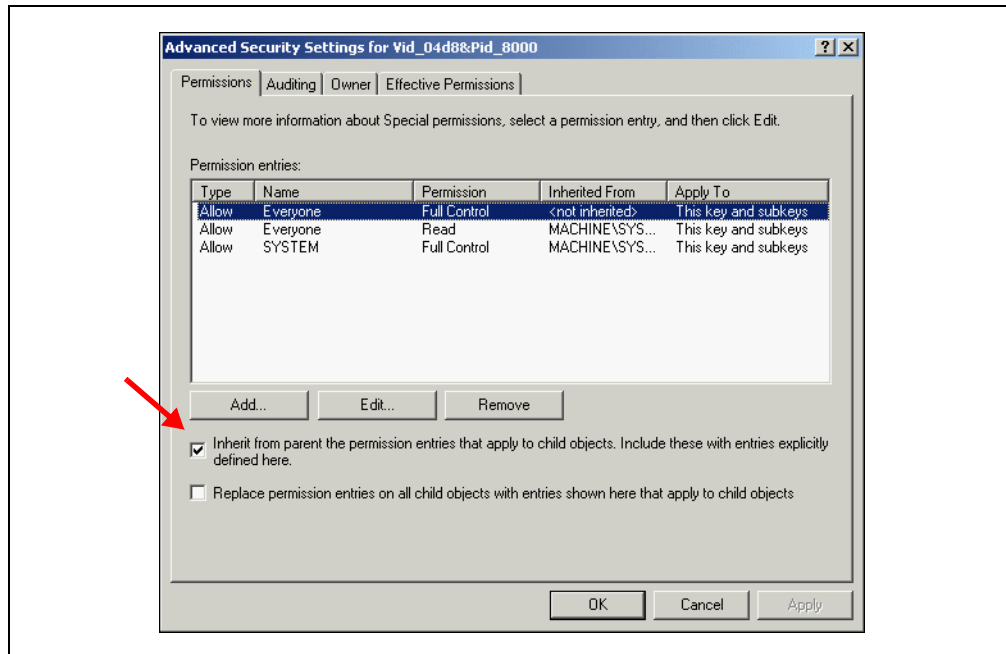 Advanced Security Settings for Vid_04d8&Pid_8000
Permissions Auditing Owner Effective Permissions
To view more information about Special permissions, select a permission entry, and then click Edit.
Permission entries:
Type Name Permission Inherited From Apply To
Allow Everyone Full Control <not inherited> This key and subkeys
Allow Everyone Read MACHINE\SYS... This key and subkeys
Allow SYSTEM Full Control MACHINE\SYS... This key and subkeys
Add... Edit... Remove
Inherit from parent the permission entries that apply to child objects. Include these with entries explicitly
defined here.
Replace permission entries on all child objects with entries shown here that apply to child objects
OK Cancel Apply